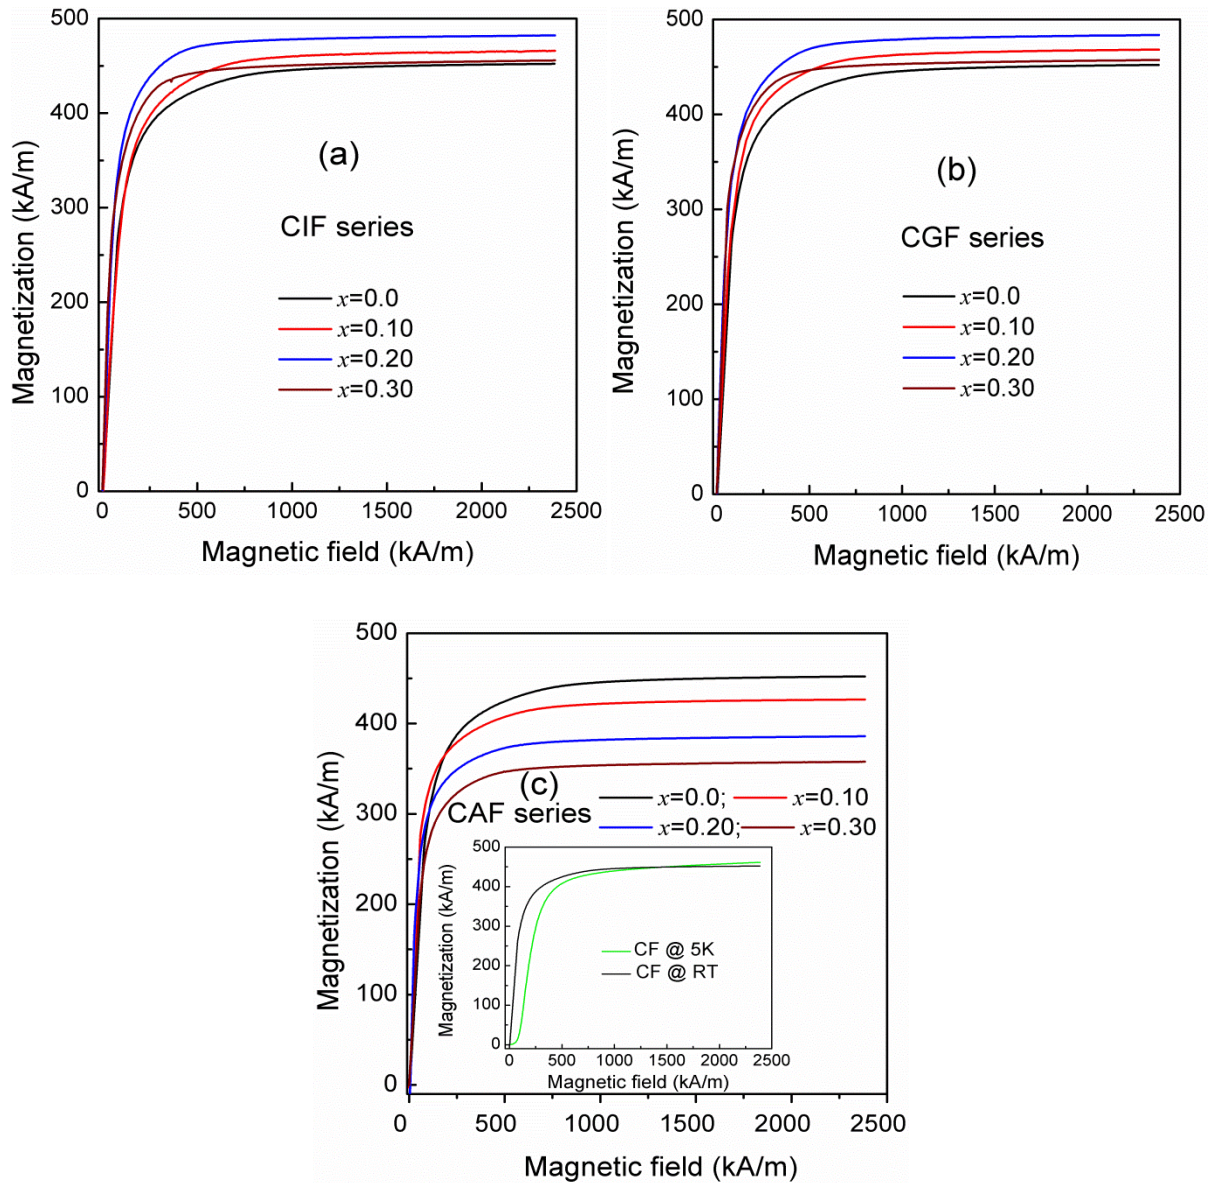 500
400
300
200
100
0
Magnetization (kA/m)
(a)
CIF series
x=0.0
x=0.10
x=0.20
x=0.30
0 500 1000 1500 2000 2500
Magnetic field (kA/m)
500
400
300
200
100
0
Magnetization (kA/m)
(b)
CGF series
x=0.0
x=0.10
x=0.20
x=0.30
0 500 1000 1500 2000 2500
Magnetic field (kA/m)
500
400
300
200
100
0
Magnetization (kA/m)
(c)
CAF series
x=0.0; x=0.10
x=0.20; x=0.30
500
450
400
350
300
450
200
150
100
50
0
Magnetization (kA/m)
CF @ 5K
CF @ RT
0 500 1000 1500 2000 2500
Magnetic field (kA/m)
0 500 1000 1500 2000 2500
Magnetic field (kA/m)